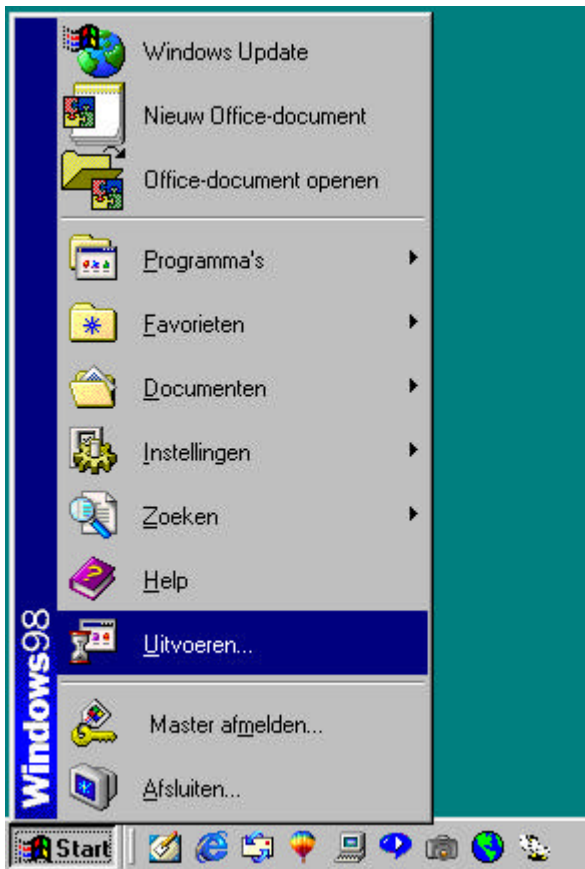 Windows Update
Nieuw Office-document
Office-document openen
Programma's
Favorieten
Documenten
Instellingen
Zoeken
Help
Uitvoeren...
Master afmelden...
Afsluiten...
Windows98
Start